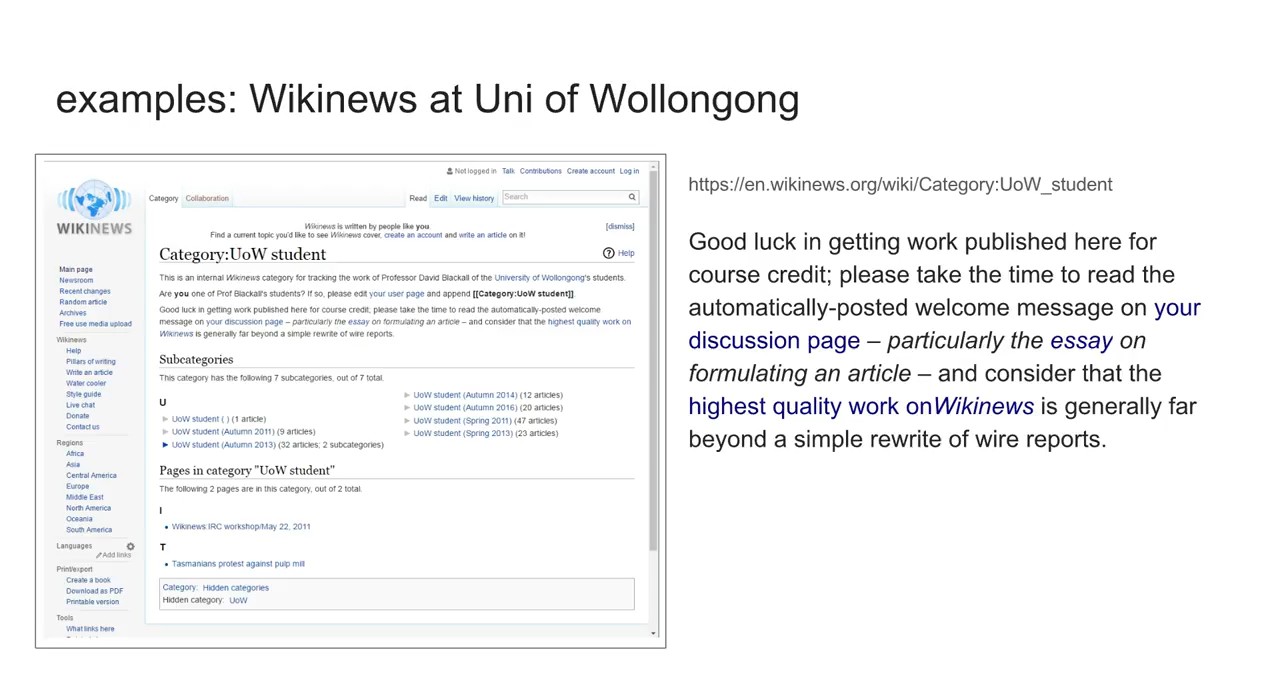 examples: Wikinews at Uni of Wollongong
Not logged in Talk Contributions Create account Log in
WIKINEWS
Category Collaboration
Read Edit View history
Search
Wikinews is written by people like you.
Find a current topic you'd like to see Wikinews cover, create an account and write an article on it!
[dismiss]
Category:UoW student
Help
This is an internal Wikinews category for tracking the work of Professor David Blackall of the University of Wollongong's students.
Are you one of Prof Blackall's students? If so, please edit your user page and append [[Category:UoW student]].
Good luck in getting work published here for course credit; please take the time to read the automatically-posted welcome
message on your discussion page – particularly the essay on formulating an article – and consider that the highest quality work on
Wikinews is generally far beyond a simple rewrite of wire reports.
Subcategories
This category has the following 7 subcategories, out of 7 total.
U
UoW student ( ) (1 article)
UoW student (Autumn 2011) (9 articles)
UoW student (Autumn 2013) (32 articles; 2 subcategories)
UoW student (Autumn 2014) (12 articles)
UoW student (Autumn 2016) (20 articles)
UoW student (Spring 2011) (47 articles)
UoW student (Spring 2013) (23 articles)
Pages in category "UoW student"
The following 2 pages are in this category, out of 2 total.
I
Wikinews:IRC workshop/May 22, 2011
T
Tasmanians protest against pulp mill
Category: Hidden categories
Hidden category: UoW
Main page
Newsroom
Recent changes
Random article
Archives
Free use media upload
Wikinews
Help
Pillars of writing
Write an article
Water cooler
Style guide
Live chat
Donate
Contact us
Regions
Africa
Asia
Central America
Europe
Middle East
North America
Oceania
South America
Languages
Add links
Print/export
Create a book
Download as PDF
Printable version
Tools
What links here
https://en.wikinews.org/wiki/Category:UoW_student
Good luck in getting work published here for
course credit; please take the time to read the
automatically-posted welcome message on your
discussion page – particularly the essay on
formulating an article – and consider that the
highest quality work onWikinews is generally far
beyond a simple rewrite of wire reports.